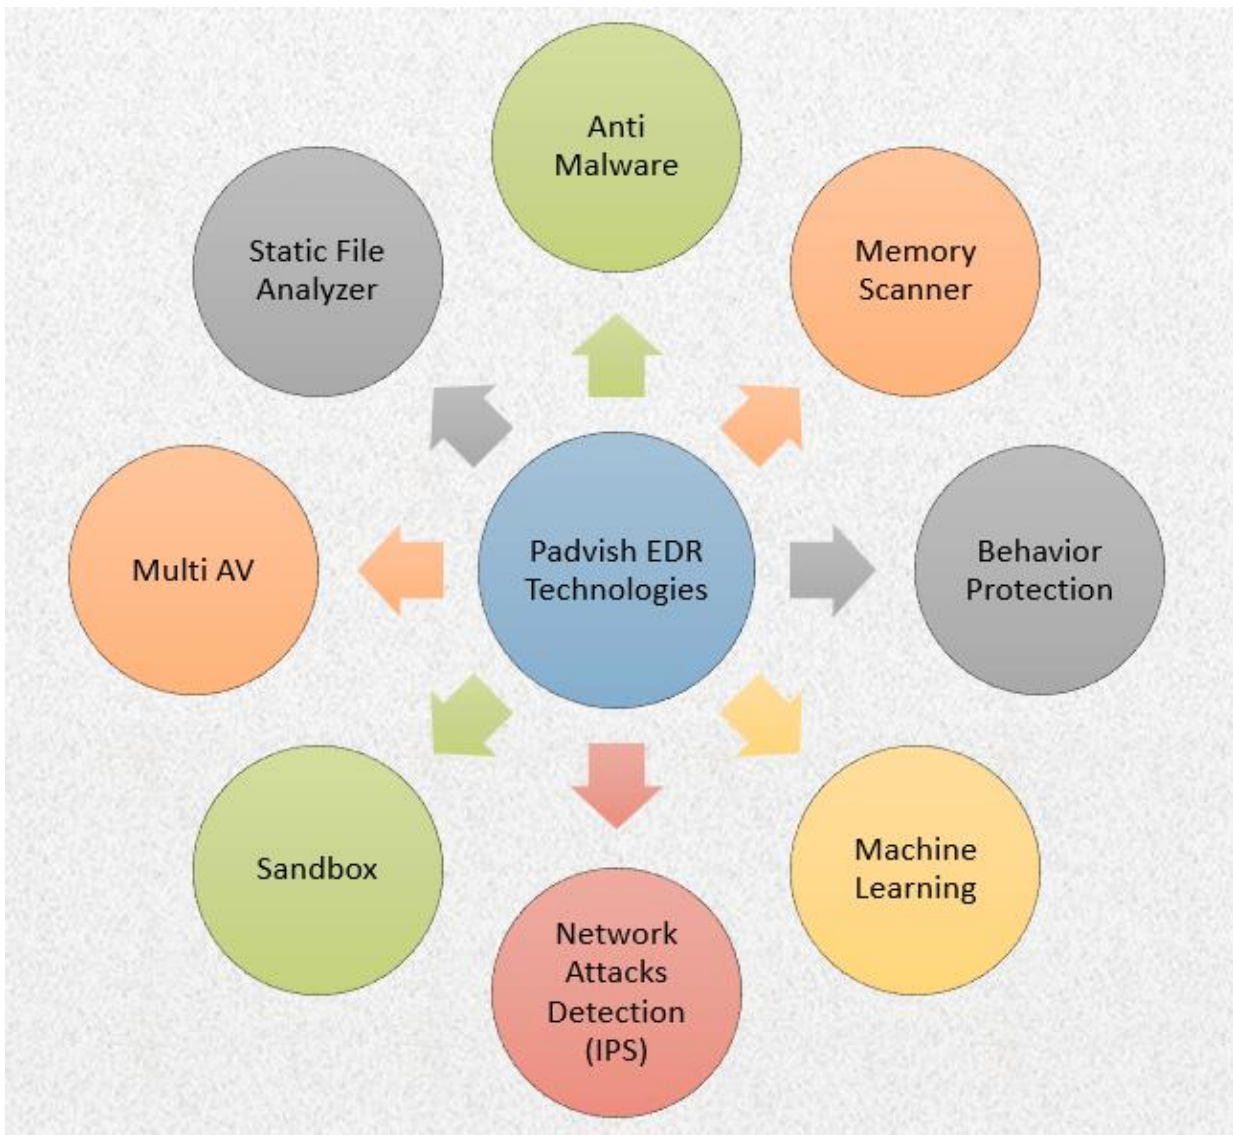 Anti
Malware
Memory
Scanner
Behavior
Protection
Machine
Learning
Network
Attacks
Detection
(IPS)
Sandbox
Multi AV
Static File
Analyzer
Padvish EDR
Technologies